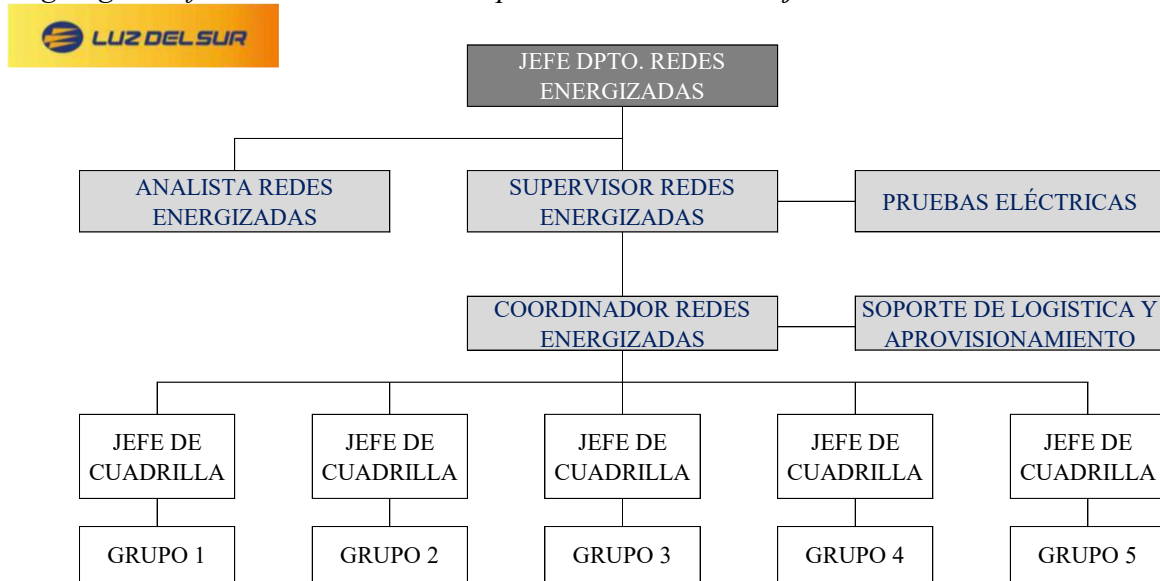 LUZ DEL SUR
JEFE DPTO. REDES
ENERGIZADAS
ANALISTA REDES
ENERGIZADAS
SUPERVISOR REDES
ENERGIZADAS
PRUEBAS ELÉCTRICAS
COORDINADOR REDES
ENERGIZADAS
SOPORTE DE LOGISTICA Y
APROVISIONAMIENTO
JEFE DE
CUADRILLA
JEFE DE
CUADRILLA
JEFE DE
CUADRILLA
JEFE DE
CUADRILLA
JEFE DE
CUADRILLA
GRUPO 1
GRUPO 2
GRUPO 3
GRUPO 4
GRUPO 5